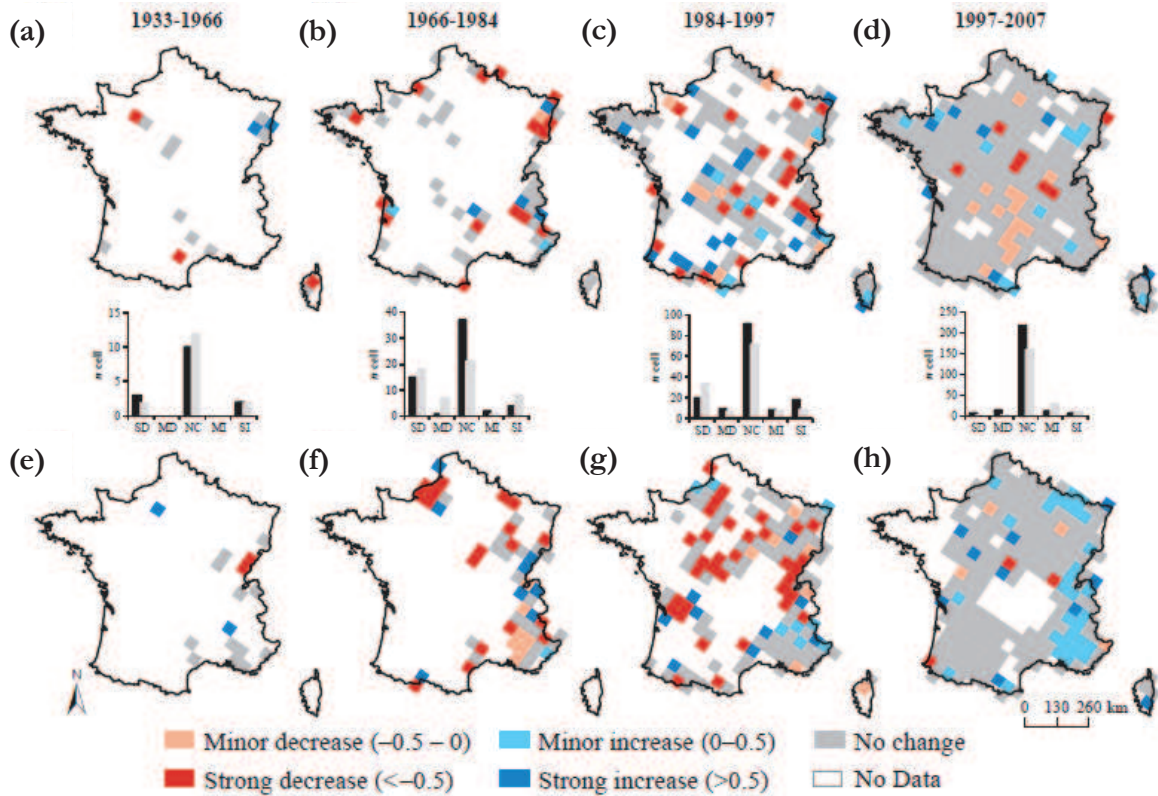 1933-1966
1966-1984
1984-1997
1997-2007
(a)
(b)
(c)
(d)
15
10
5
0
n cell
SD MD NC MI SI
40
30
20
10
0
n cell
SD MD NC MI SI
100
80
60
40
20
0
n cell
SD MD NC MI SI
250
200
150
100
50
0
n cell
SD MD NC MI SI
(e)
(f)
(g)
(h)
N
0 130 260 km
Minor decrease (–0.5 – 0)
Minor increase (0–0.5)
No change
Strong decrease (<–0.5)
Strong increase (>0.5)
No Data